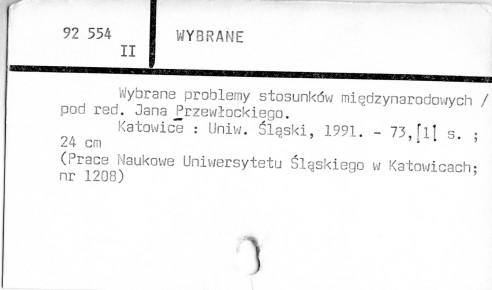 92 554
II
WYBRANE
Wybrane problemy stosunków międzynarodowych /
pod red. Jana Przewłockiego.
Katowice : Uniw. Śląski, 1991. - 73,[1] s. ;
24 cm
(Prace Naukowe Uniwersytetu Śląskiego w Katowicach;
nr 1208)